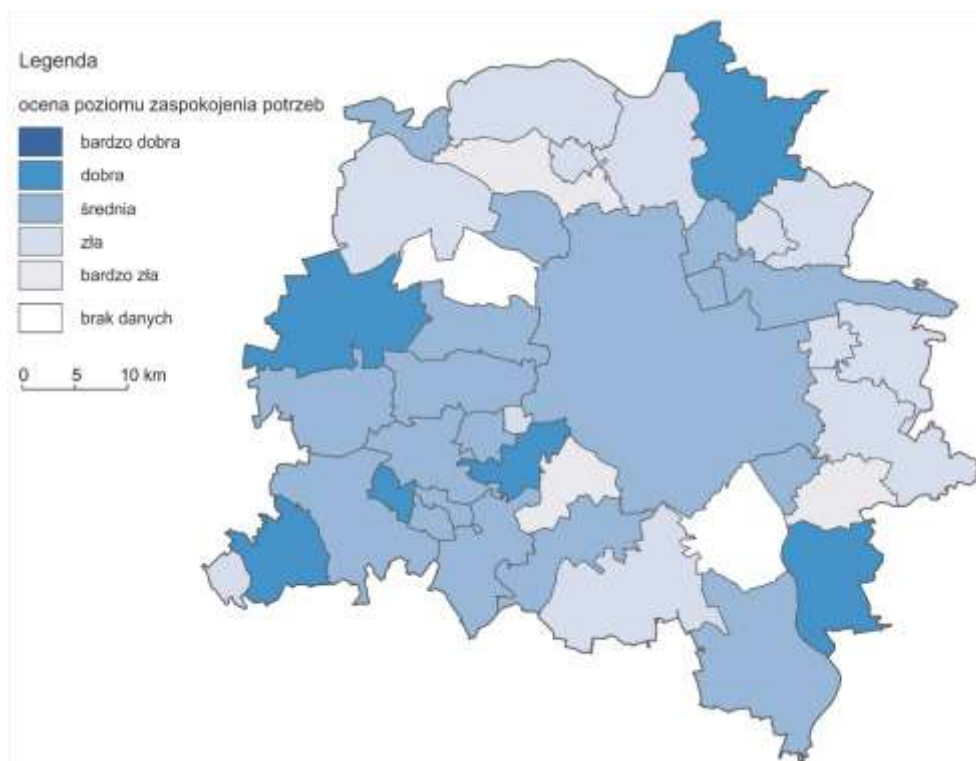 Legenda
ocena poziomu zaspokojenia potrzeb
bardzo dobra
dobra
średnia
zła
bardzo zła
brak danych
0 5 10 km